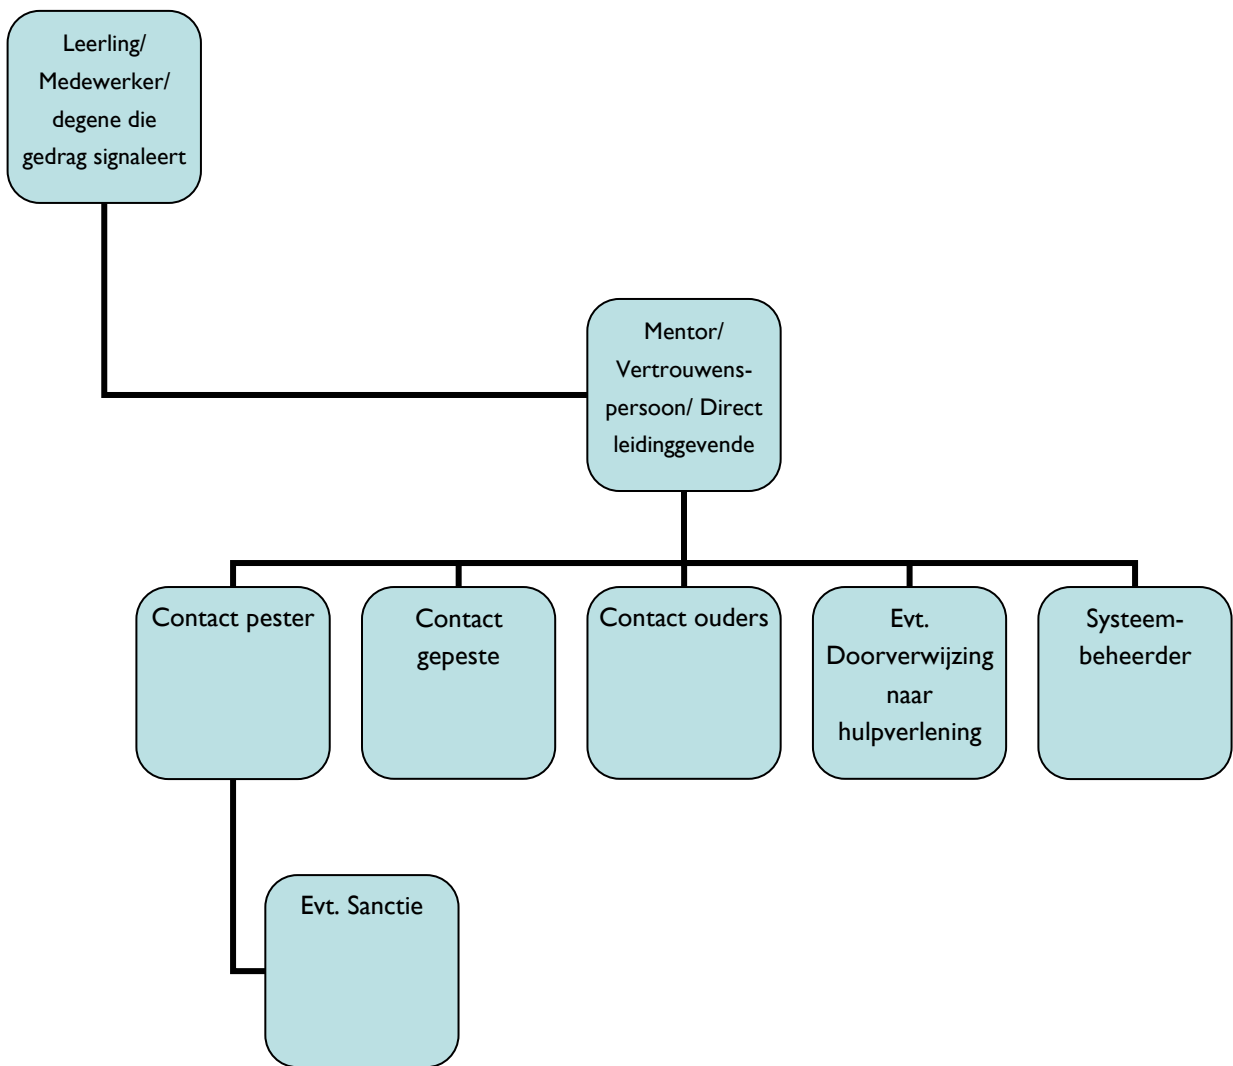 Leerling/
Medewerker/
degene die
gedrag signaleert
Mentor/
Vertrouwens-
persoon/ Direct
leidinggevende
Contact pester
Contact
gepeste
Contact ouders
Evt.
Doorverwijzing
naar
hulpverlening
Systeem-
beheerder
Evt. Sanctie